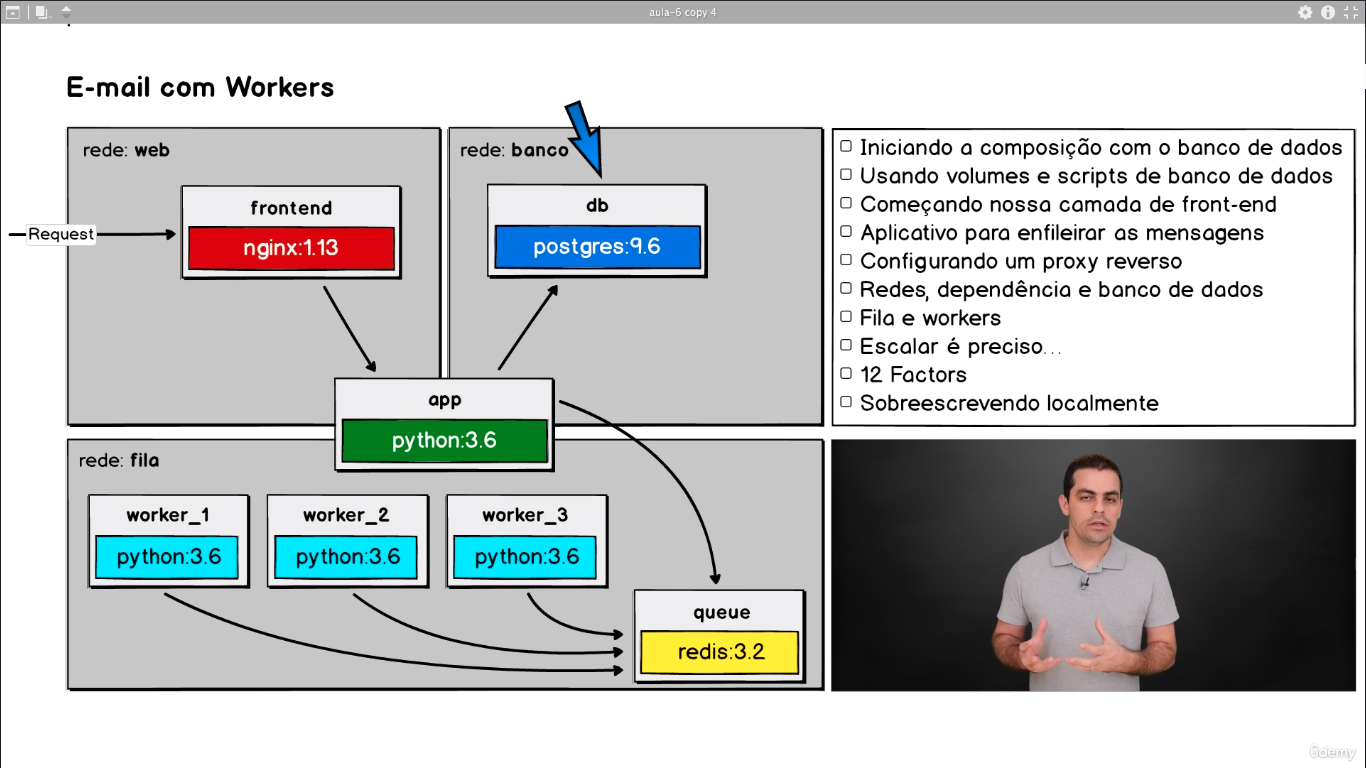 aula-6 copy 4
E-mail com Workers
rede: web
Request
frontend
nginx:1.13
rede: banco
db
postgres:9.6
app
python:3.6
rede: fila
worker_1
python:3.6
worker_2
python:3.6
worker_3
python:3.6
queue
redis:3.2
Iniciando a composição com o banco de dados
Usando volumes e scripts de banco de dados
Começando nossa camada de front-end
Aplicativo para enfileirar as mensagens
Configurando um proxy reverso
Redes, dependência e banco de dados
Fila e workers
Escalar é preciso...
12 Factors
Sobreescrevendo localmente
ûdemy